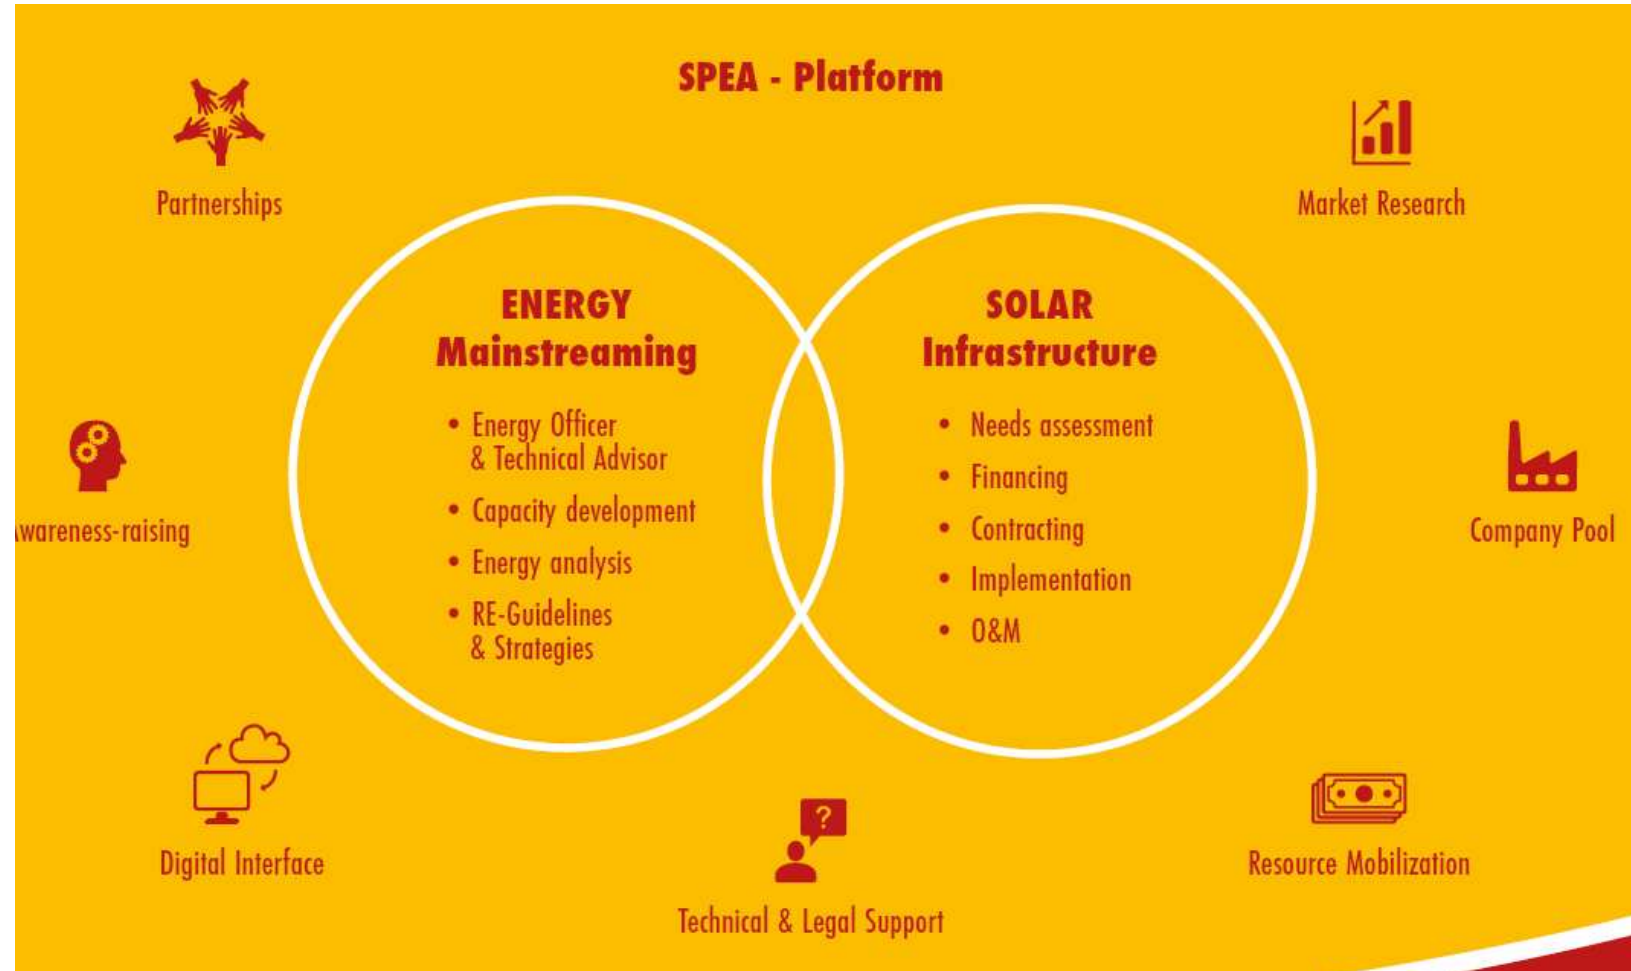 SPEA - Platform
Partnerships
Market Research
ENERGY
Mainstreaming
• Energy Officer
& Technical Advisor
• Capacity development
• Energy analysis
• RE-Guidelines
& Strategies
SOLAR
Infrastructure
• Needs assessment
• Financing
• Contracting
• Implementation
• O&M
wareness-raising
Company Pool
Digital Interface
?
Technical & Legal Support
Resource Mobilization